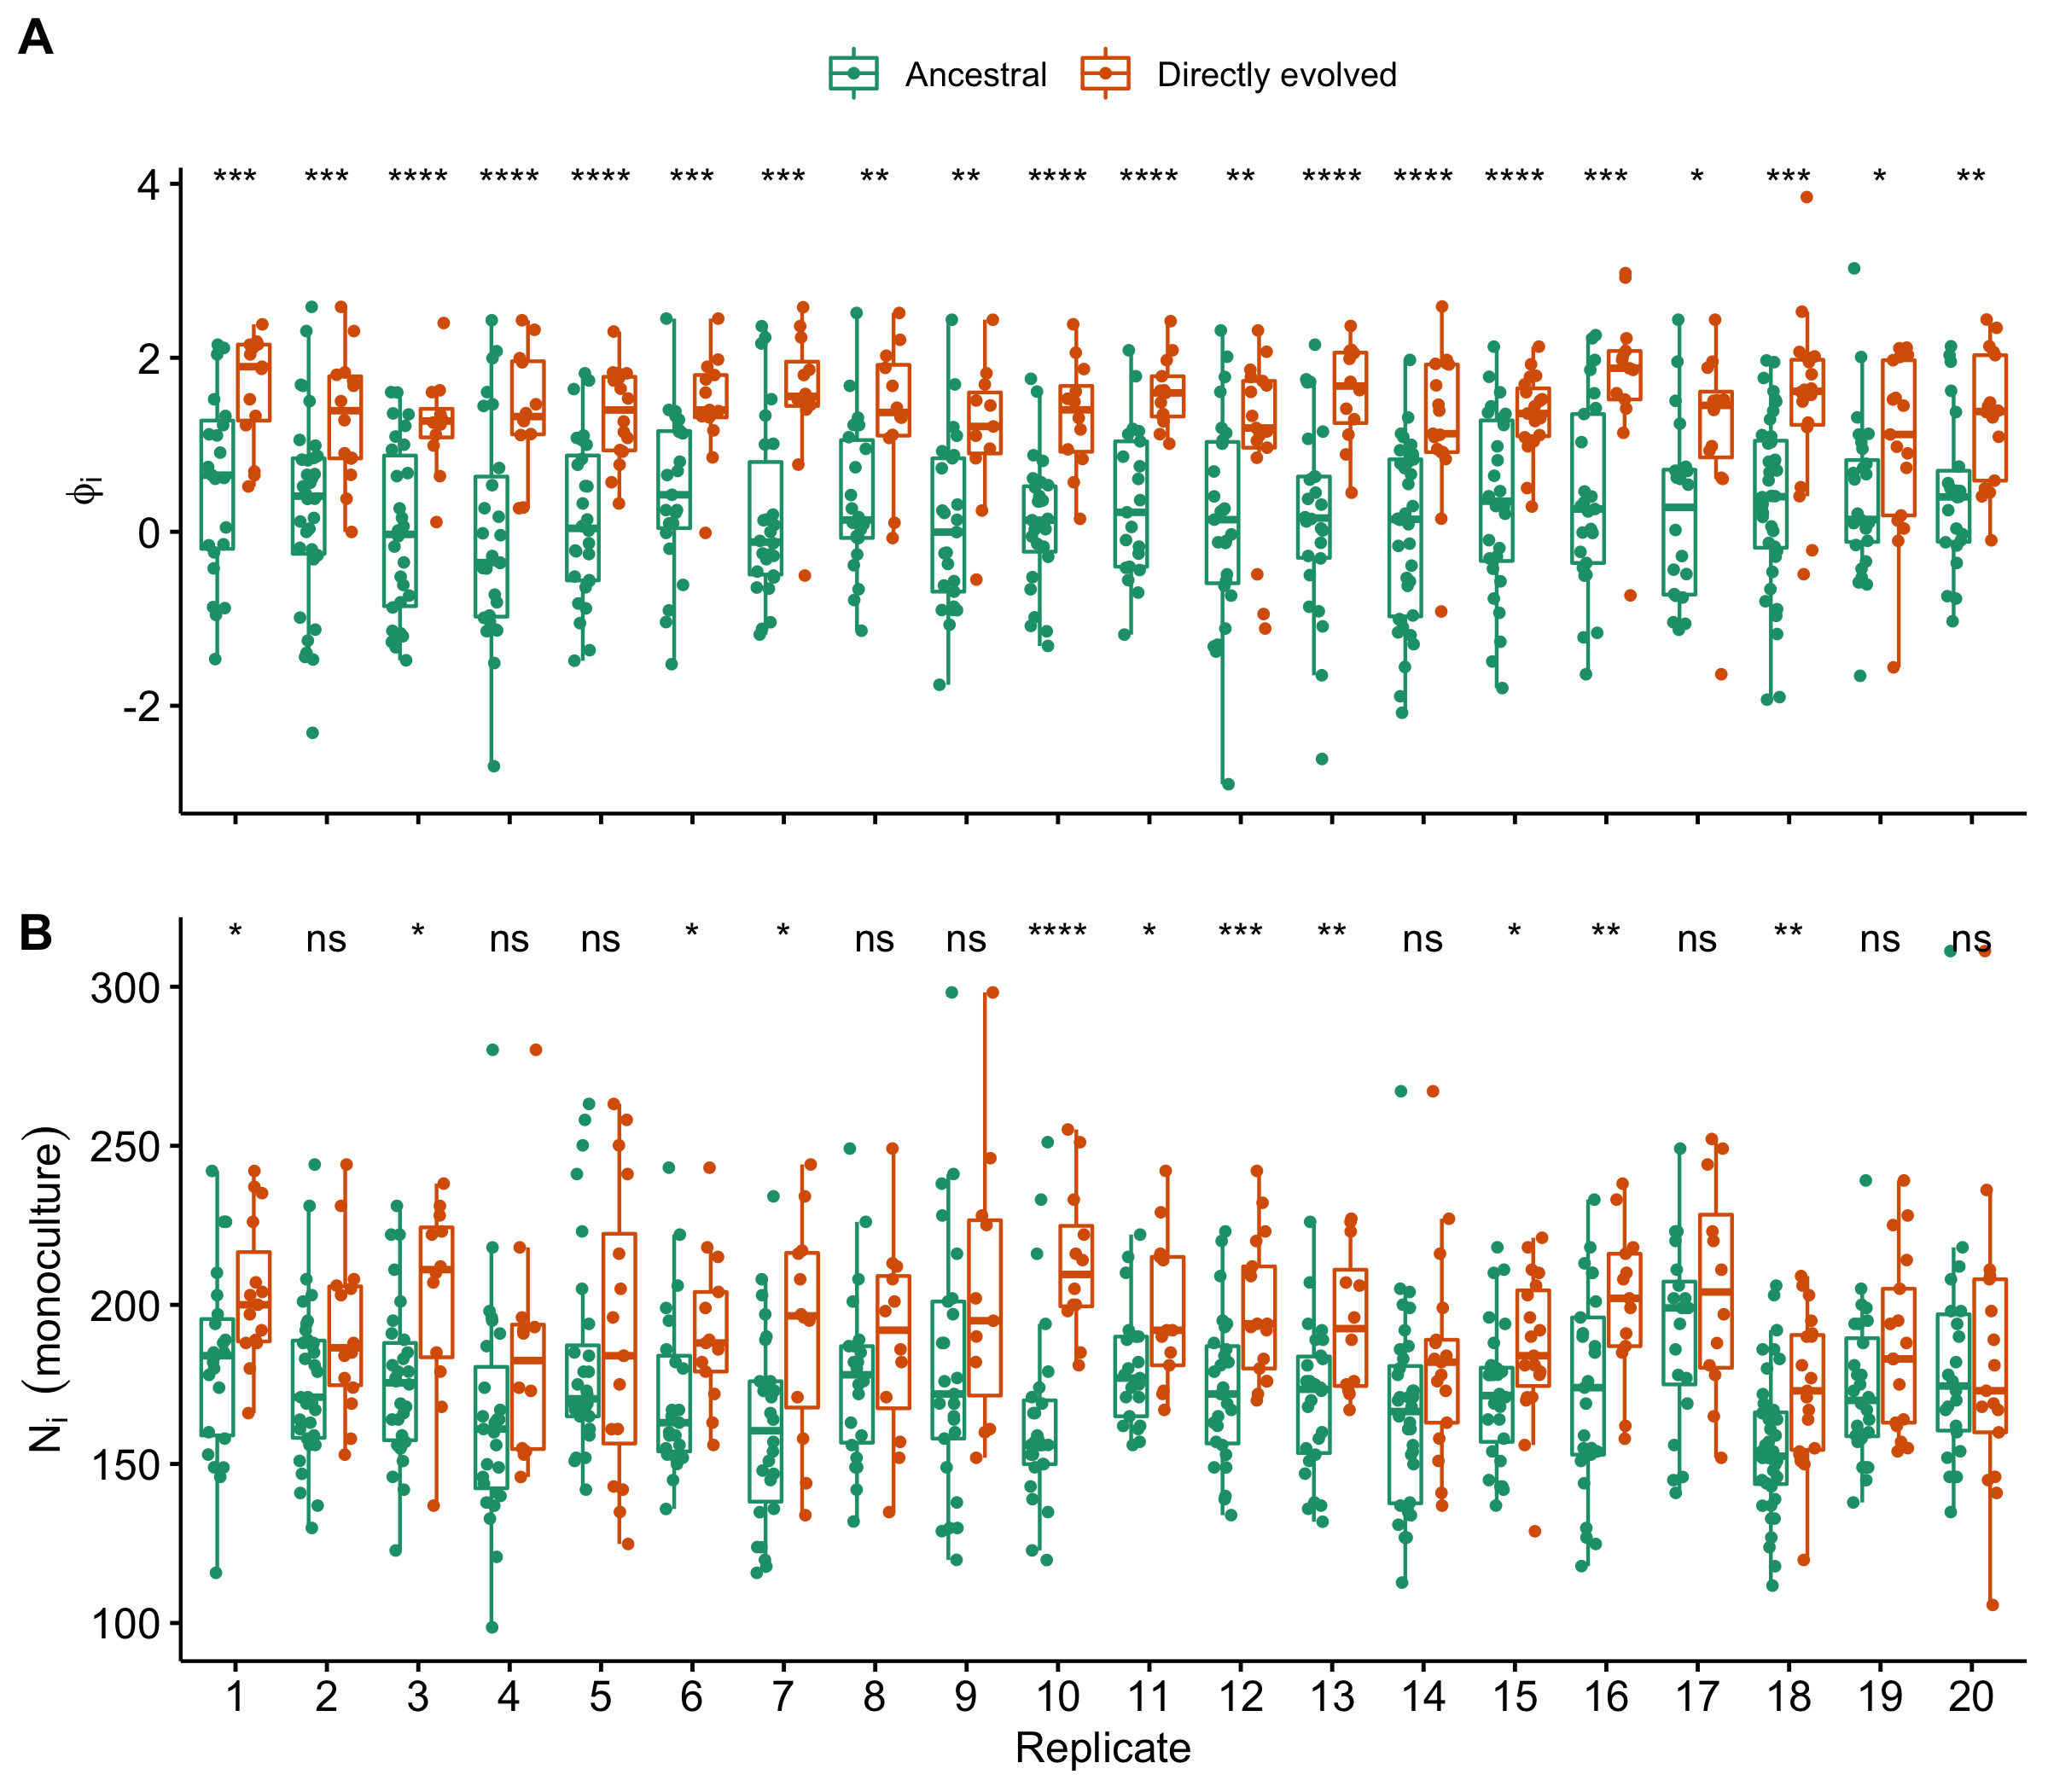 A
Ancestral Directly evolved
*** *** **** **** **** *** *** ** ** **** **** ** **** **** **** *** * *** * **
4
2
0
-2
ϕi
B
* ns * ns ns * * ns ns **** * *** ** ns * ** ns ** ns ns
300
250
200
150
100
Ni (monoculture)
1 2 3 4 5 6 7 8 9 10 11 12 13 14 15 16 17 18 19 20
Replicate